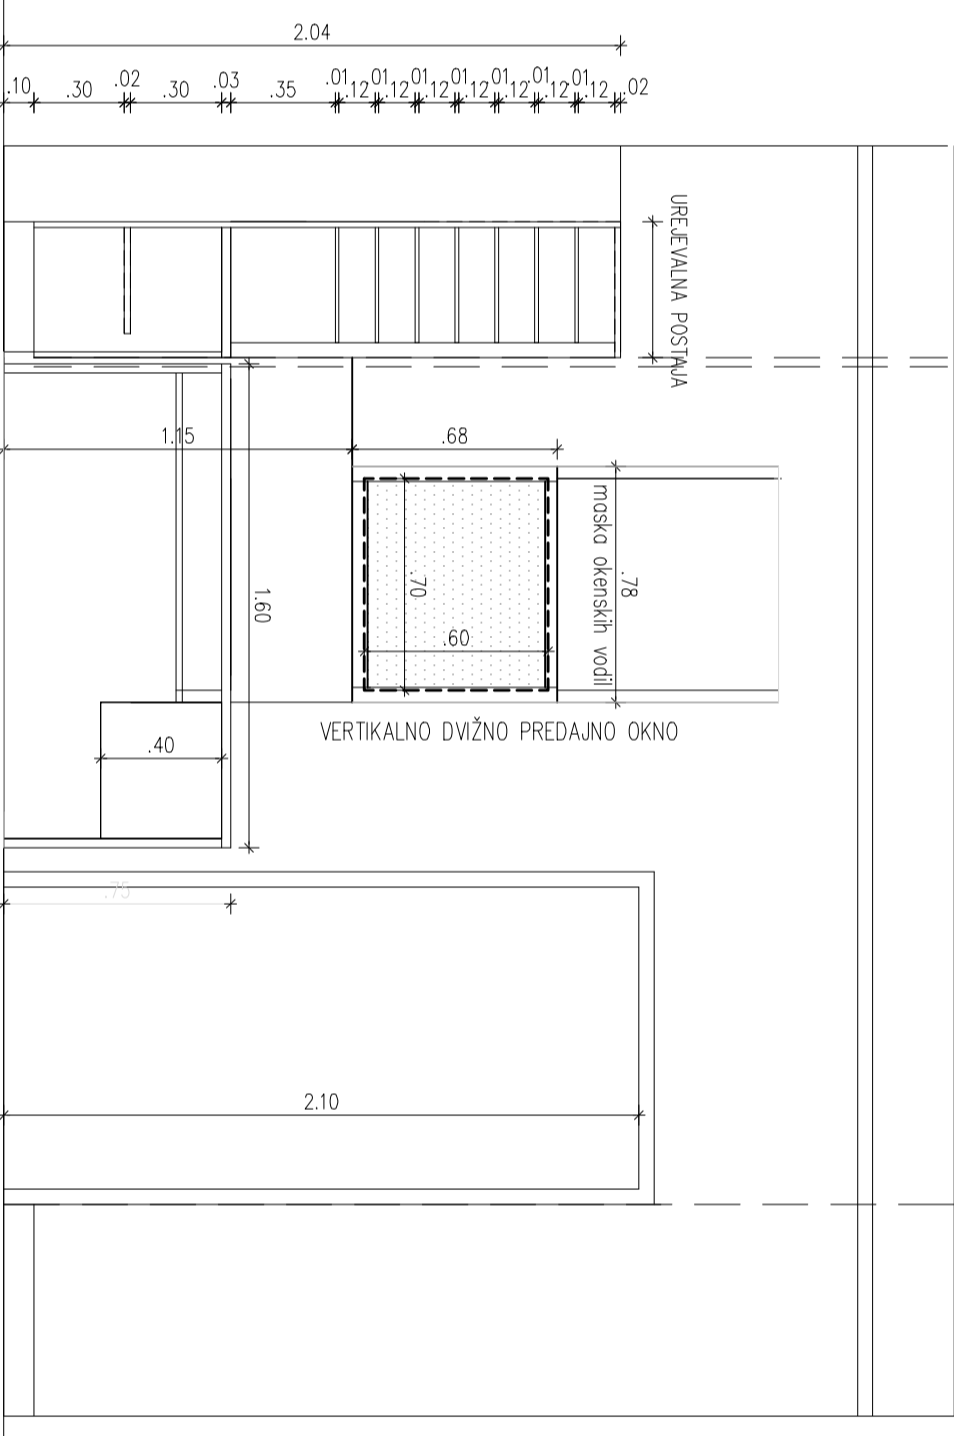 2.04
.10 .30 .02 .30 .03 .35 .01 .12 .01 .12 .01 .12 .01 .12 .01 .12 .01 .12 .01 .12 .02
UREJEVALNA POSTAJA
1.15 .68
maska okenskih vodil
.78
.70
1.60
.60
VERTIKALNO DVIŽNO PREDAJNO OKNO
.40
.75
2.10